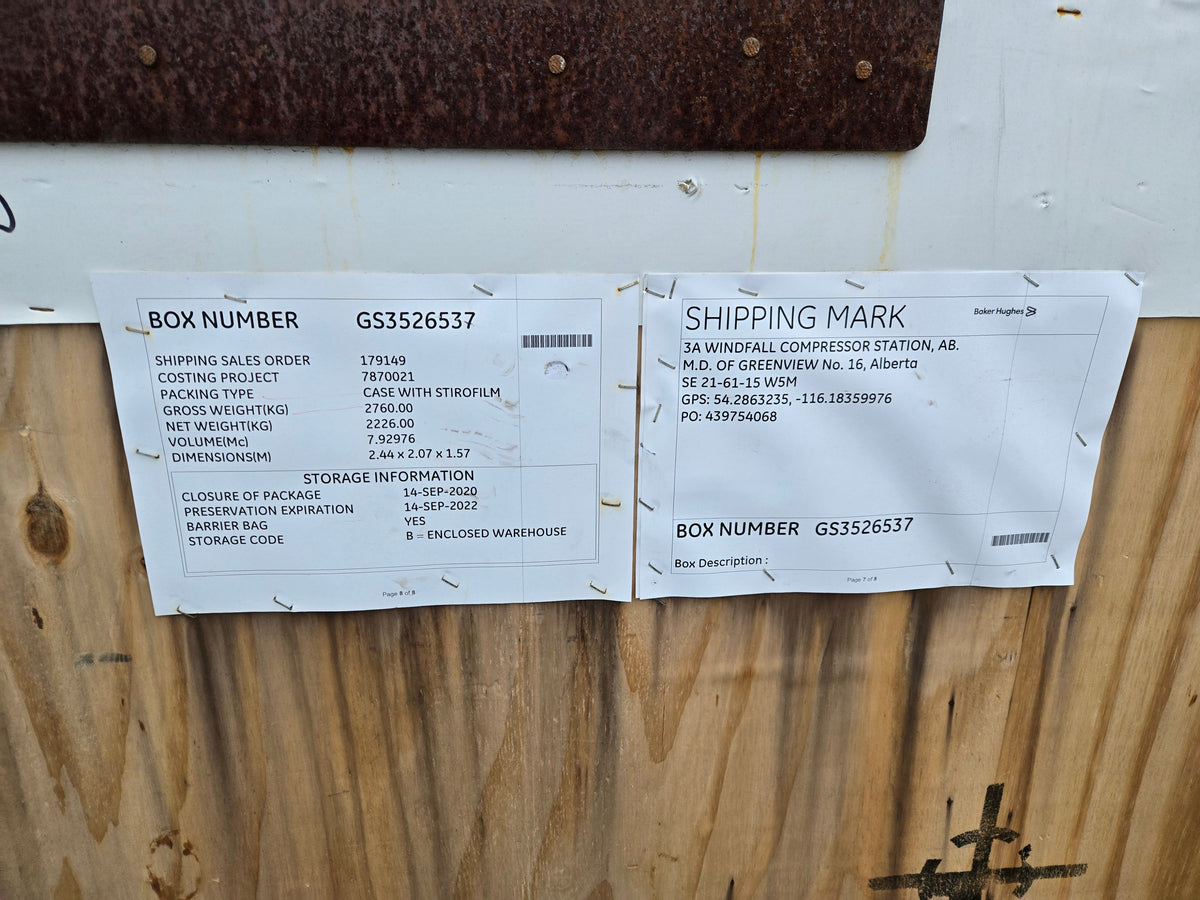 BOX NUMBER GS3526537
SHIPPING SALES ORDER 179149
COSTING PROJECT 7870021
PACKING TYPE CASE WITH STIROFILM
GROSS WEIGHT(KG) 2760.00
NET WEIGHT(KG) 2226.00
VOLUME(Mc) 7.92976
DIMENSIONS(M) 2.44 x 2.07 x 1.57
STORAGE INFORMATION
CLOSURE OF PACKAGE 14-SEP-2020
PRESERVATION EXPIRATION 14-SEP-2022
BARRIER BAG YES
STORAGE CODE B = ENCLOSED WAREHOUSE
Page 8 of 8
SHIPPING MARK
Baker Hughes
3A WINDFALL COMPRESSOR STATION, AB.
M.D. OF GREENVIEW No. 16, Alberta
SE 21-61-15 W5M
GPS: 54.2863235, -116.18359976
PO: 439754068
BOX NUMBER GS3526537
Box Description :
Page 7 of 8